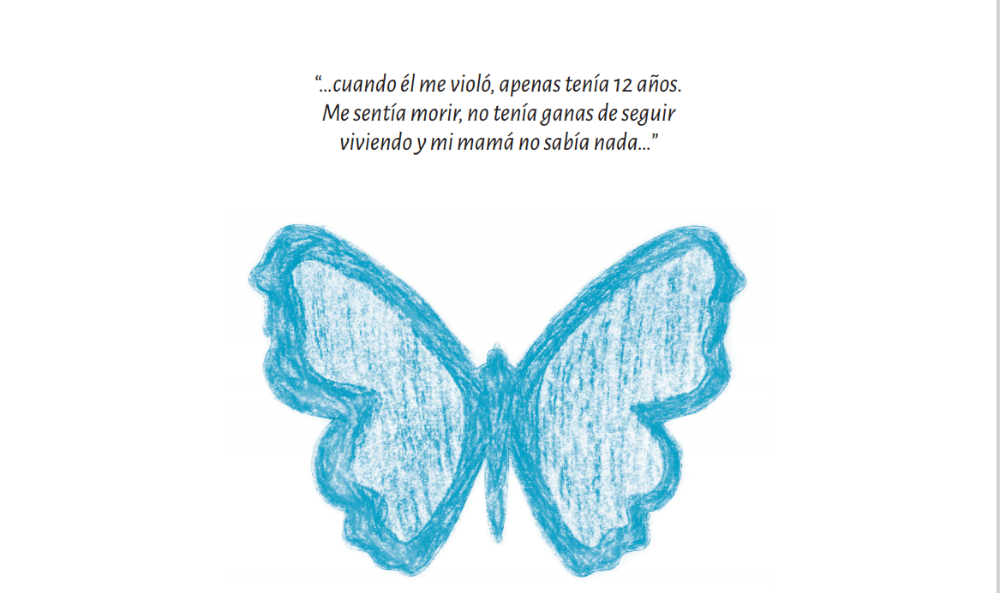 “...cuando él me violó, apenas tenía 12 años.
Me sentía morir, no tenía ganas de seguir
viviendo y mi mamá no sabía nada...”